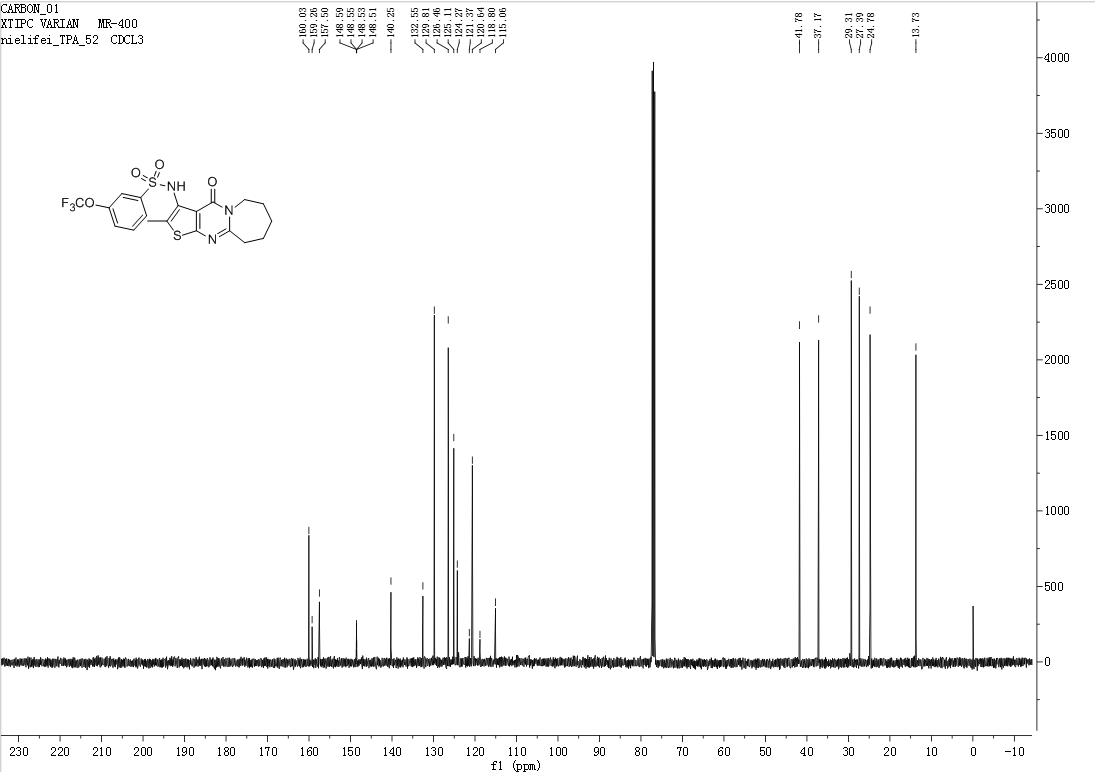 CARBON_01
XTIPC VARIAN MR-400
nielifei_TPA_52 CDCL3
160.03
159.26
157.50
148.59
148.55
148.53
148.51
140.25
132.55
129.81
126.46
125.11
124.27
121.37
120.64
118.80
115.06
41.78
37.17
29.31
27.39
24.78
13.73
4000
3500
3000
2500
2000
1500
1000
500
0
O
O
S
NH
O
F3CO
N
S
N
230 220 210 200 190 180 170 160 150 140 130 120 110 100 90 80 70 60 50 40 30 20 10 0 -10
f1 (ppm)